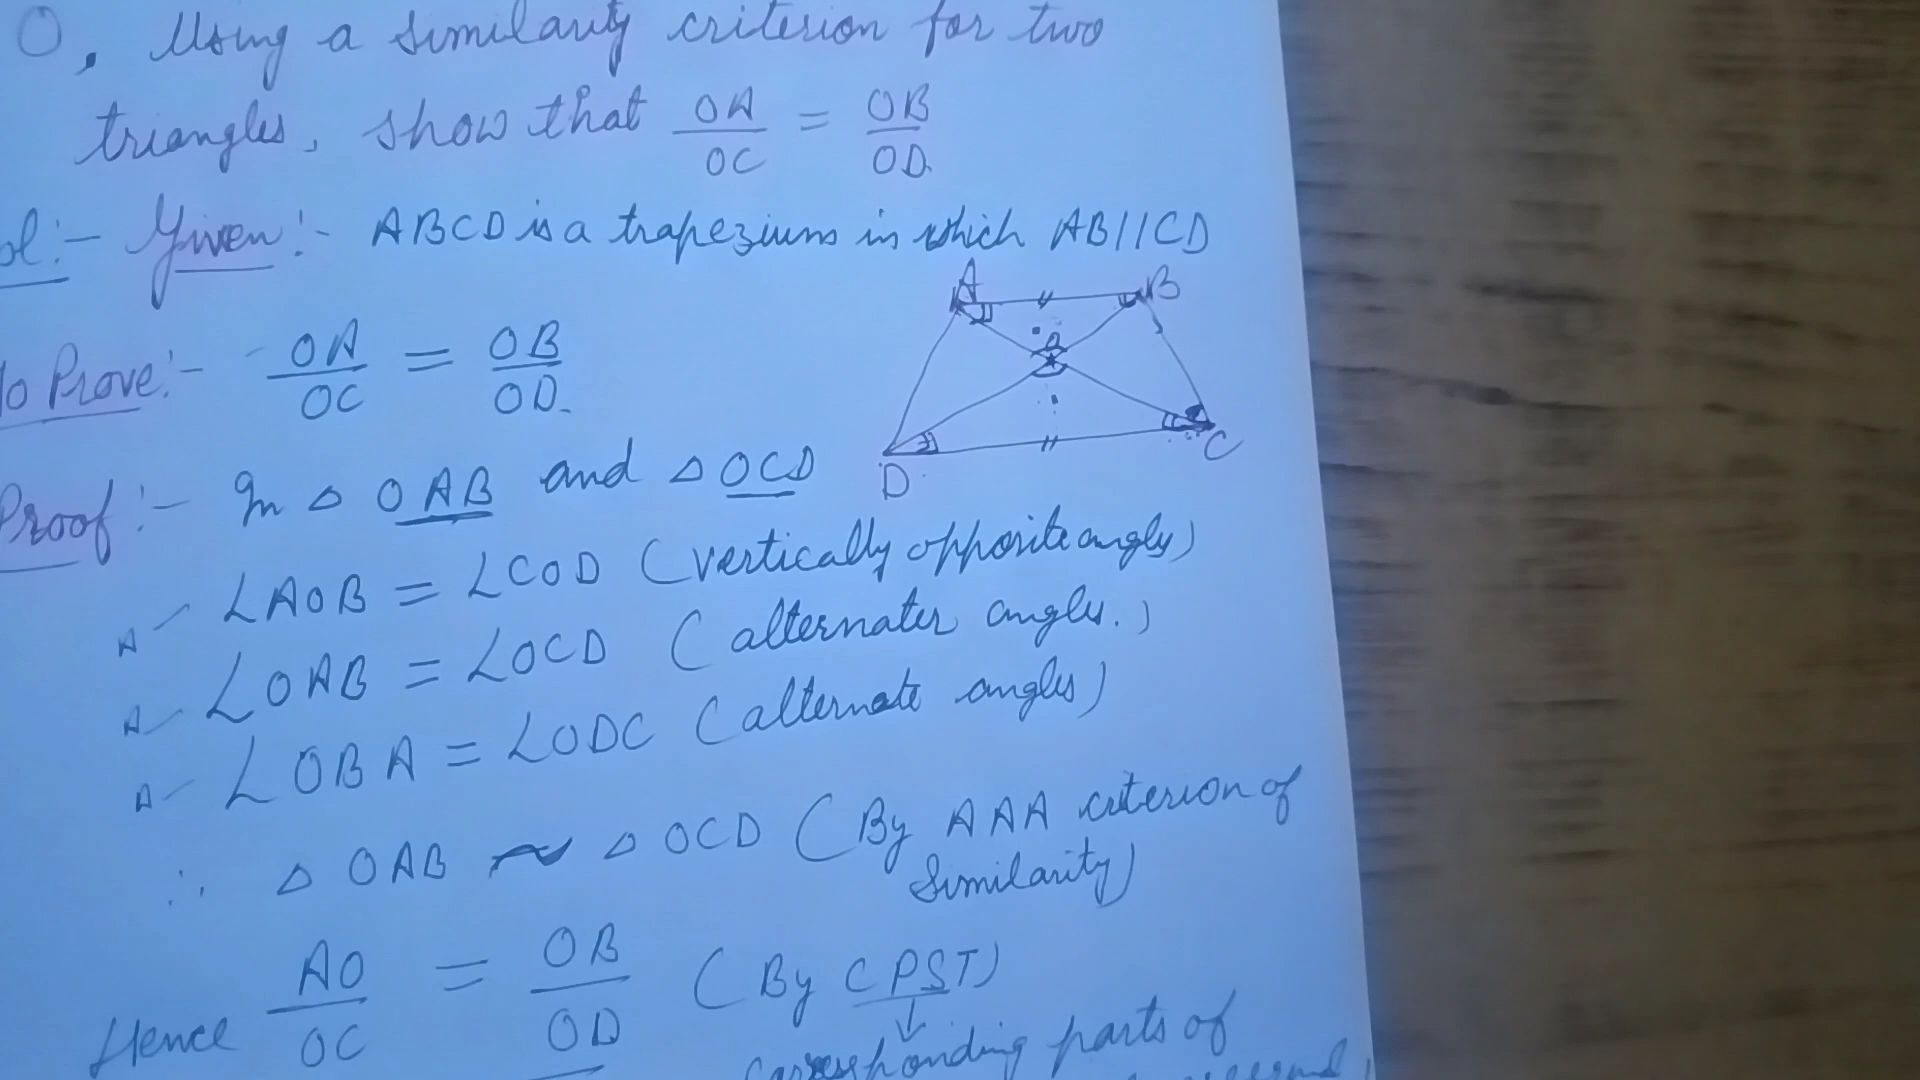 O, Using a similarity criterion for two
triangles, show that OA/OC = OB/OD.
ol:- Given:- ABCD is a trapezium in which AB//CD
A B
O
D C
To Prove:- OA/OC = OB/OD.
Proof:- In △ OAB and △ OCD
A - ∠AOB = ∠COD (vertically opposite angles)
A - ∠OAB = ∠OCD (alternater angles.)
A - ∠OBA = ∠ODC (alternate angles)
∴ △ OAB ~ △ OCD (By AAA criterion of
Similarity)
Hence AO/OC = OB/OD (By CPST)
↓
Corresponding parts of